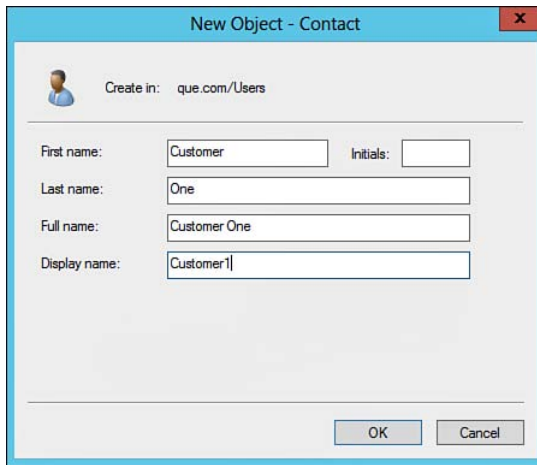 New Object - Contact
x
Create in: que.com/Users
First name: Customer Initials:
Last name: One
Full name: Customer One
Display name: Customer1
OK Cancel